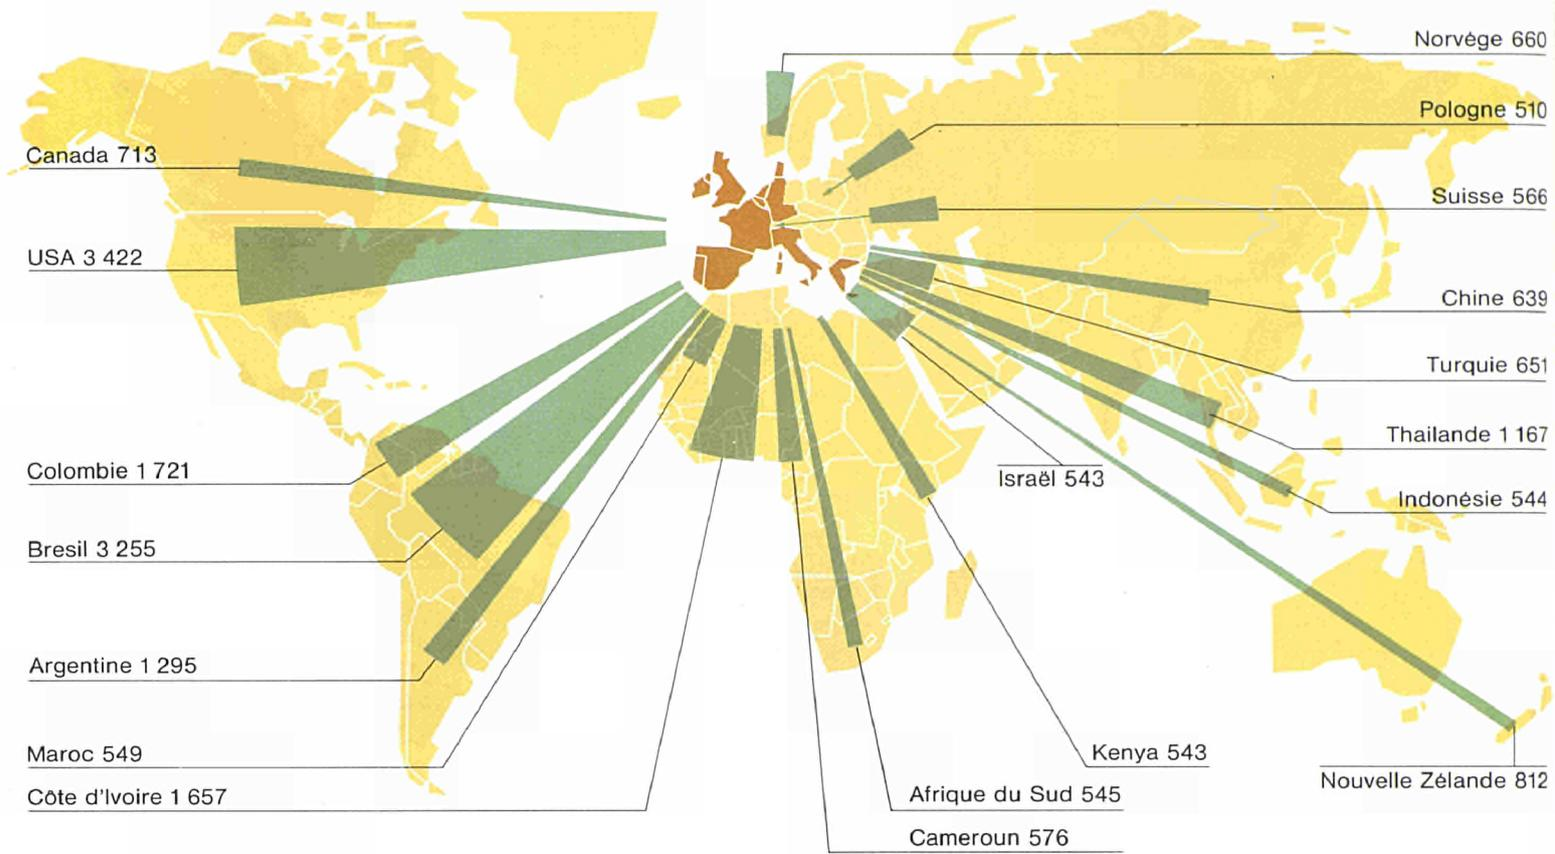 Norvège 660
Pologne 510
Canada 713
Suisse 566
USA 3 422
Chine 639
Turquie 651
Thailande 1 167
Colombie 1 721
Israël 543
Indonésie 544
Bresil 3 255
Argentine 1 295
Maroc 549
Kenya 543
Nouvelle Zélande 812
Côte d'Ivoire 1 657
Afrique du Sud 545
Cameroun 576